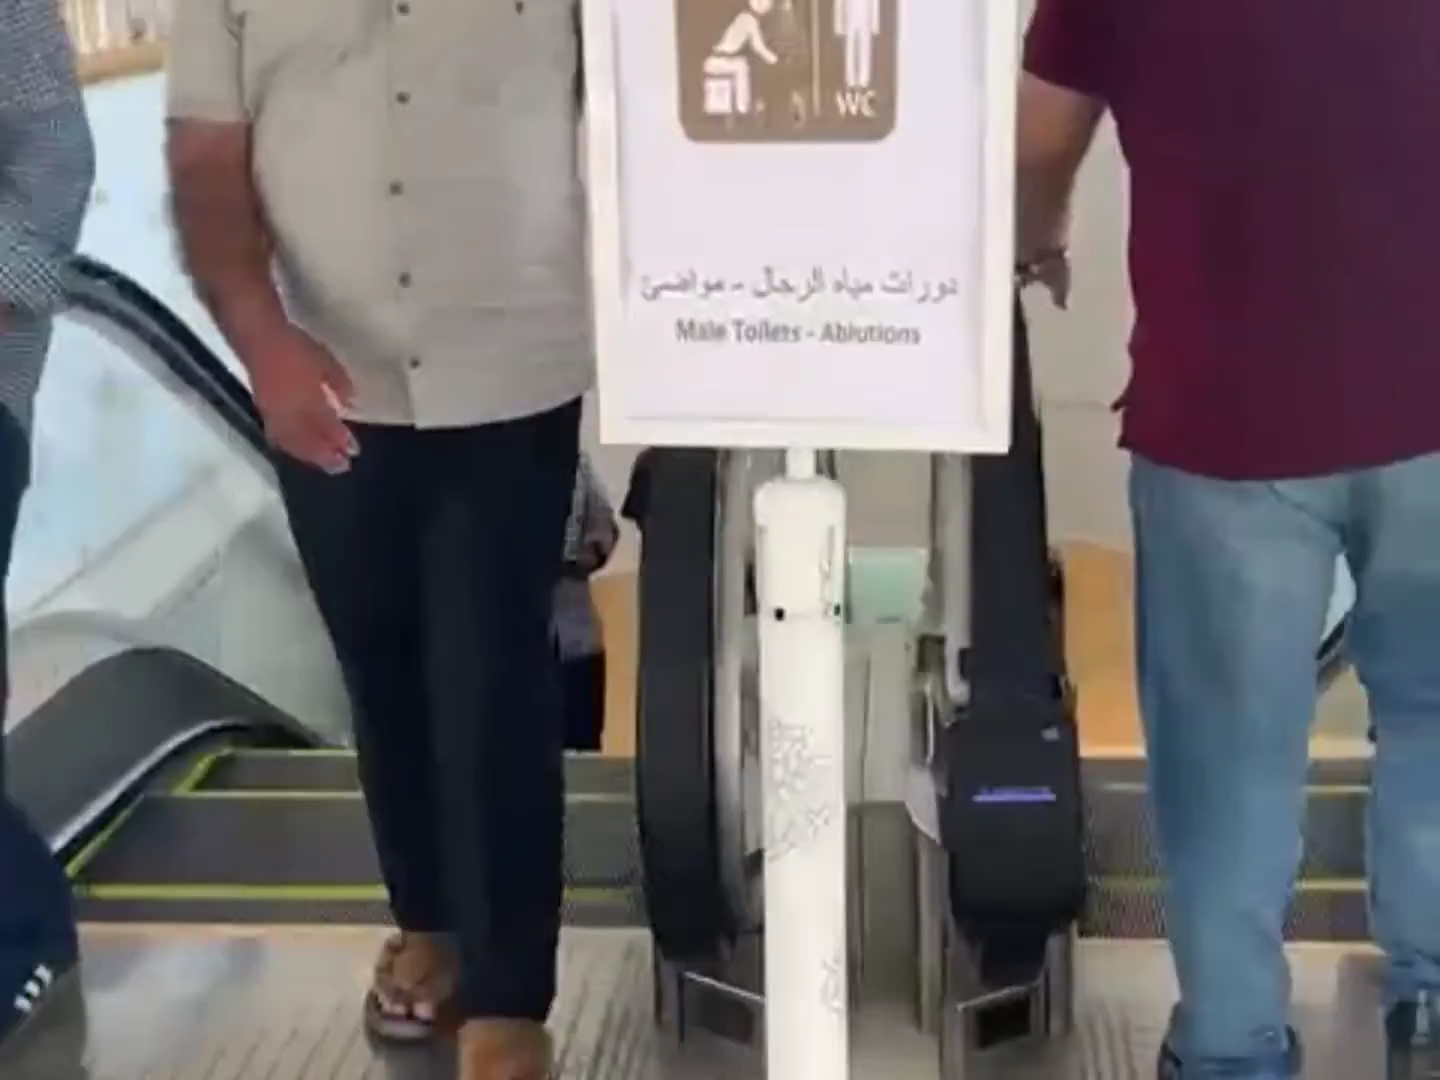 WC
دورات مياه الرجال - مواضئ
Male Toilets - Ablutions